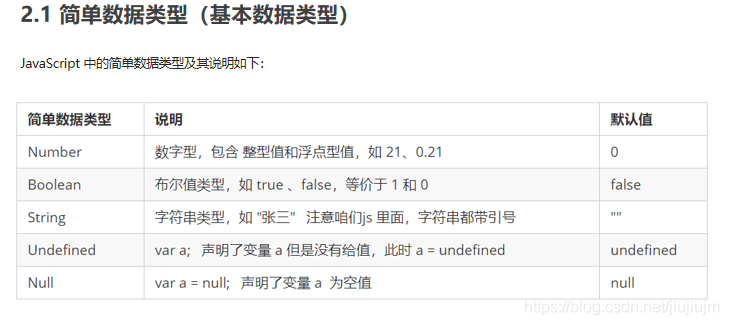 2.1 简单数据类型（基本数据类型）
JavaScript 中的简单数据类型及其说明如下：
简单数据类型 说明 默认值
Number 数字型，包含 整型值和浮点型值，如 21、0.21 0
Boolean 布尔值类型，如 true 、false，等价于 1 和 0 false
String 字符串类型，如 "张三" 注意咱们js 里面，字符串都带引号 ""
Undefined var a; 声明了变量 a 但是没有给值，此时 a = undefined undefined
Null var a = null; 声明了变量 a 为空值 null
https://blog.csdn.net/jiujiujm